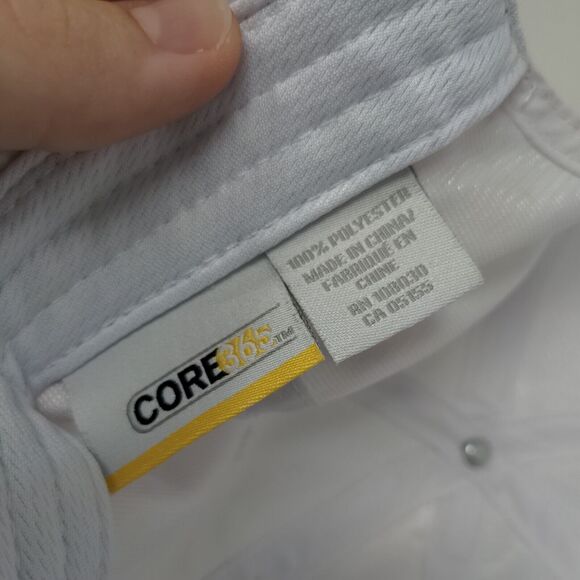 CORE365™
100% POLYESTER
MADE IN CHINA/
FABRIQUÉ EN
CHINE
RN 108030
CA 05155